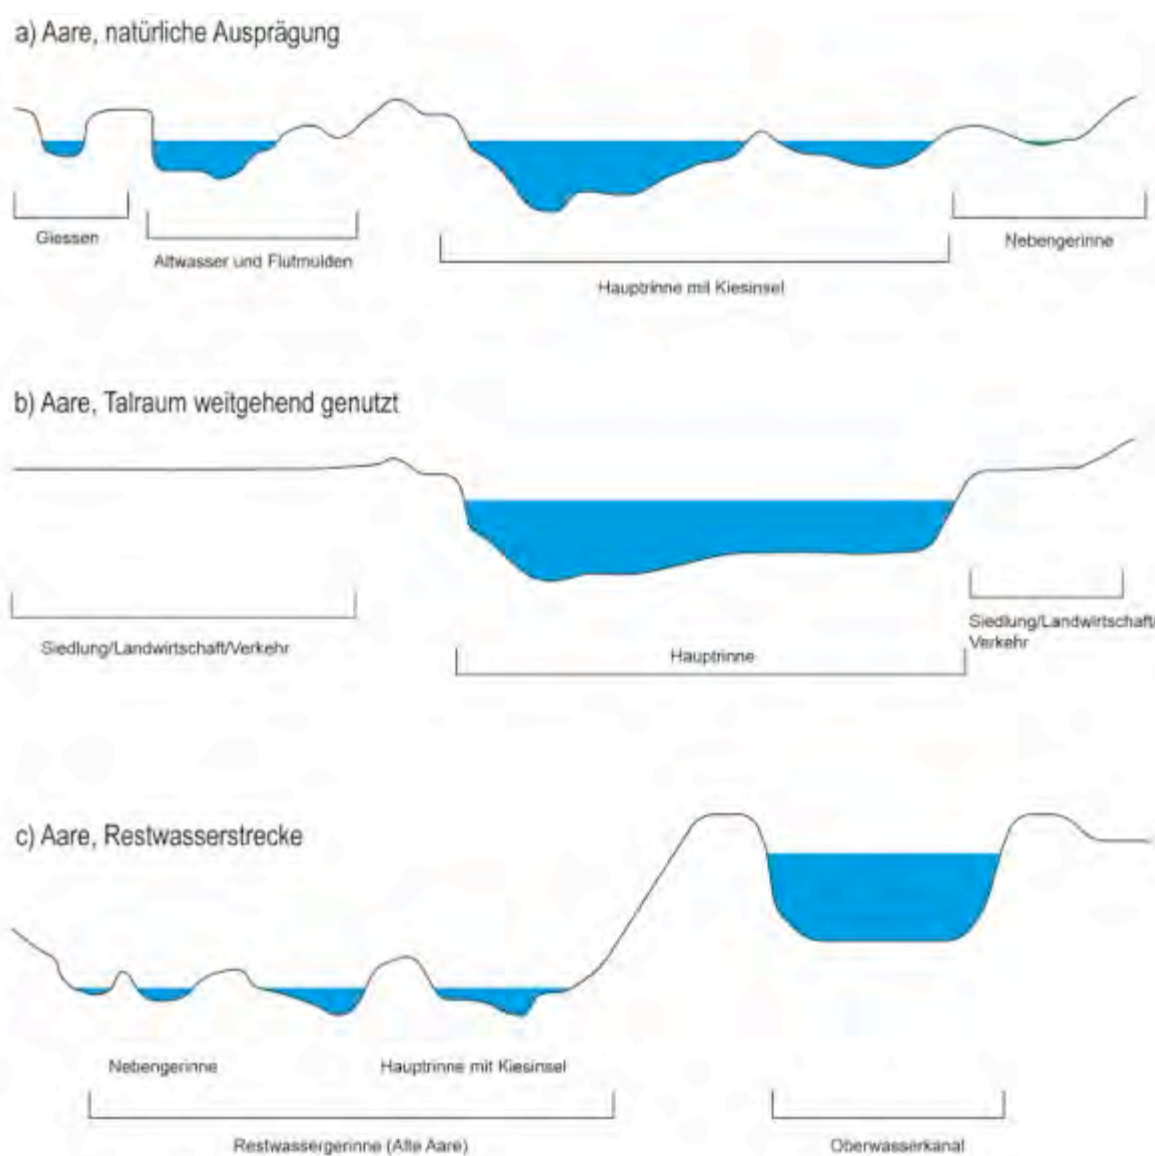 a) Aare, natürliche Ausprägung
Giessen
Altwasser und Flutmulden
Hauptrinne mit Kiesinsel
Nebengerinne
b) Aare, Talraum weitgehend genutzt
Siedlung/Landwirtschaft/Verkehr
Hauptrinne
Siedlung/Landwirtschaft/
Verkehr
c) Aare, Restwasserstrecke
Nebengerinne
Hauptrinne mit Kiesinsel
Restwassergerinne (Alte Aare)
Oberwasserkanal